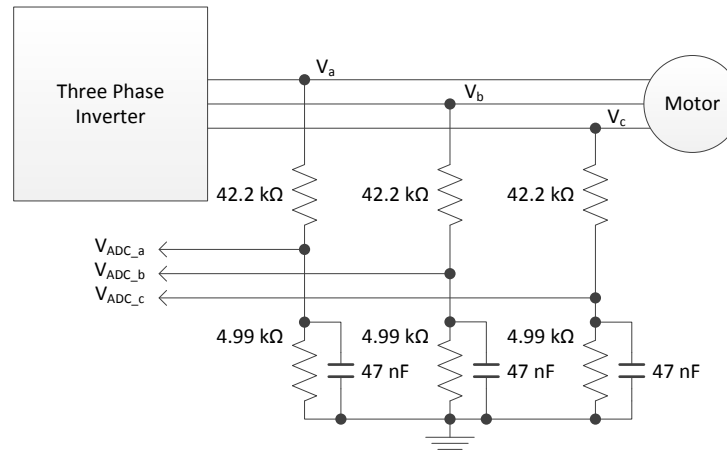 Three Phase
Inverter
Motor
Va
Vb
Vc
42.2 kΩ
42.2 kΩ
42.2 kΩ
VADC_a
VADC_b
VADC_c
4.99 kΩ
4.99 kΩ
4.99 kΩ
47 nF
47 nF
47 nF